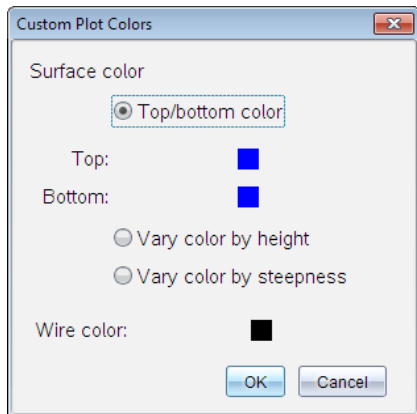 Custom Plot Colors
Surface color
Top/bottom color
Top:
Bottom:
Vary color by height
Vary color by steepness
Wire color:
OK Cancel